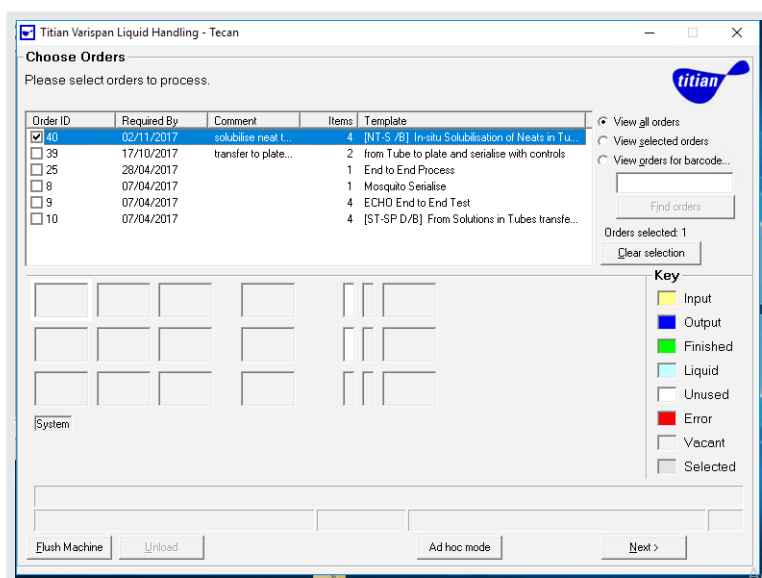 Titian Varispan Liquid Handling - Tecan
Choose Orders
Please select orders to process.
titian
Order ID Required By Comment Items Template
40 02/11/2017 solubilise neat t... 4 [NT-S /B] In-situ Solubilisation of Neats in Tu...
39 17/10/2017 transfer to plate... 2 from Tube to plate and serialise with controls
25 28/04/2017 1 End to End Process
8 07/04/2017 1 Mosquito Serialise
9 07/04/2017 4 ECHO End to End Test
10 07/04/2017 4 [ST-SP D/B] From Solutions in Tubes transfe...
View all orders
View selected orders
View orders for barcode...
Find orders
Orders selected: 1
Clear selection
Key
Input
Output
Finished
Liquid
Unused
Error
Vacant
Selected
System
Flush Machine Unload Ad hoc mode Next >